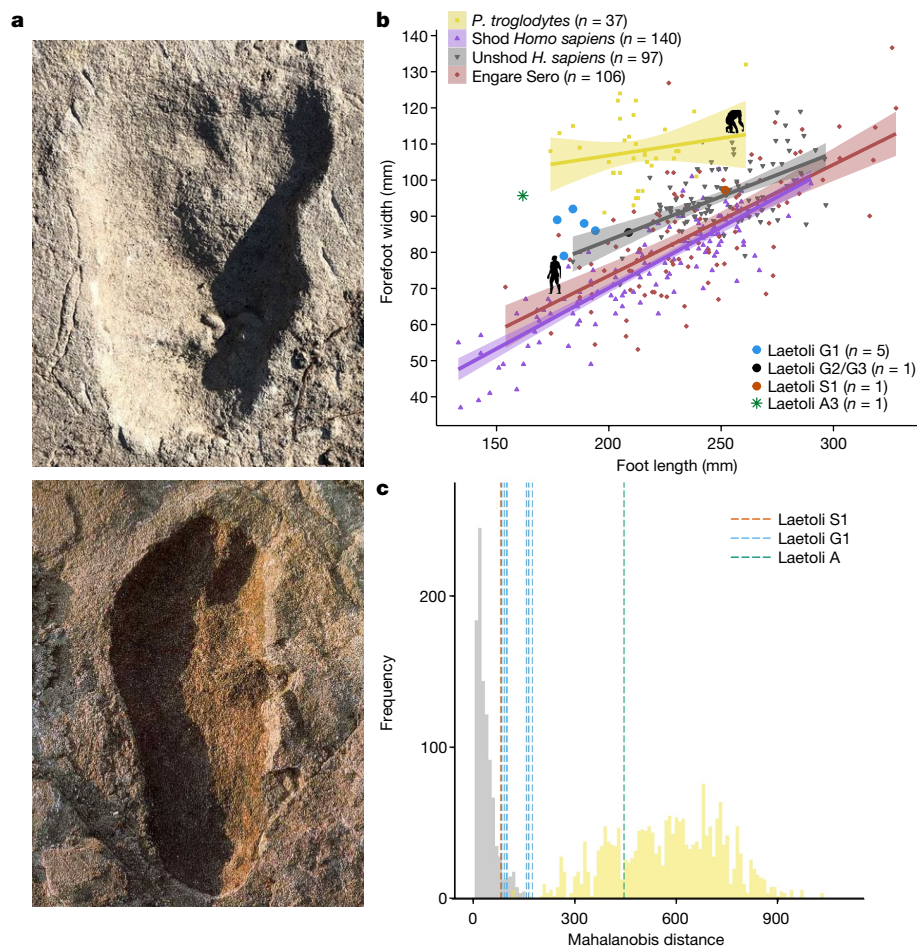 a
b
P. troglodytes (n = 37)
Shod Homo sapiens (n = 140)
Unshod H. sapiens (n = 97)
Engare Sero (n = 106)
140
130
120
110
100
90
80
70
60
50
40
Forefoot width (mm)
Laetoli G1 (n = 5)
Laetoli G2/G3 (n = 1)
Laetoli S1 (n = 1)
Laetoli A3 (n = 1)
150
200
250
300
Foot length (mm)
c
Laetoli S1
Laetoli G1
Laetoli A
200
100
0
Frequency
0
300
600
900
Mahalanobis distance